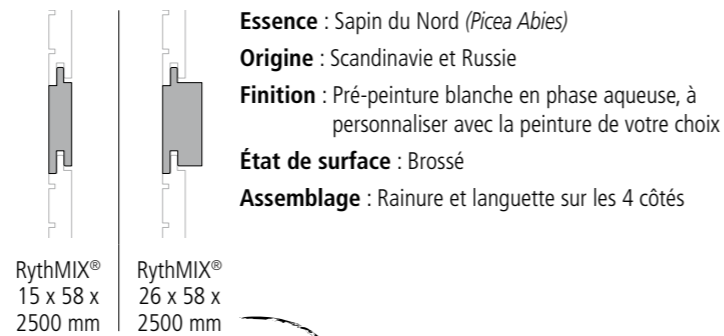 Essence : Sapin du Nord (Picea Abies)
Origine : Scandinavie et Russie
Finition : Pré-peinture blanche en phase aqueuse, à
personnaliser avec la peinture de votre choix
État de surface : Brossé
Assemblage : Rainure et languette sur les 4 côtés
RythMIX®
15 x 58 x
2500 mm
RythMIX®
26 x 58 x
2500 mm